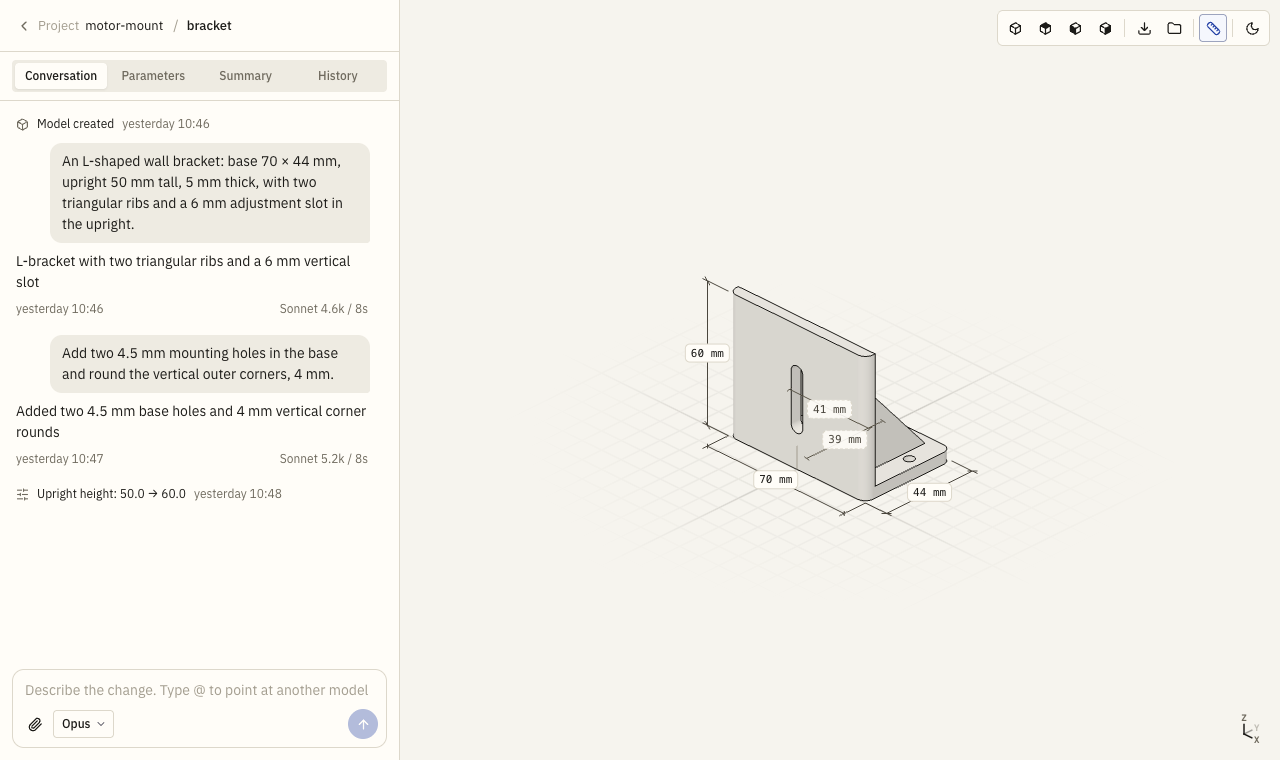 Project motor-mount / bracket
Conversation Parameters Summary History
Model created yesterday 10:46
An L-shaped wall bracket: base 70 × 44 mm,
upright 50 mm tall, 5 mm thick, with two
triangular ribs and a 6 mm adjustment slot in
the upright.
L-bracket with two triangular ribs and a 6 mm vertical
slot
yesterday 10:46 Sonnet 4.6k / 8s
Add two 4.5 mm mounting holes in the base
and round the vertical outer corners, 4 mm.
Added two 4.5 mm base holes and 4 mm vertical corner
rounds
yesterday 10:47 Sonnet 5.2k / 8s
Upright height: 50.0 → 60.0 yesterday 10:48
Describe the change. Type @ to point at another model
Opus
60 mm
41 mm
39 mm
70 mm
44 mm
Z
Y
X